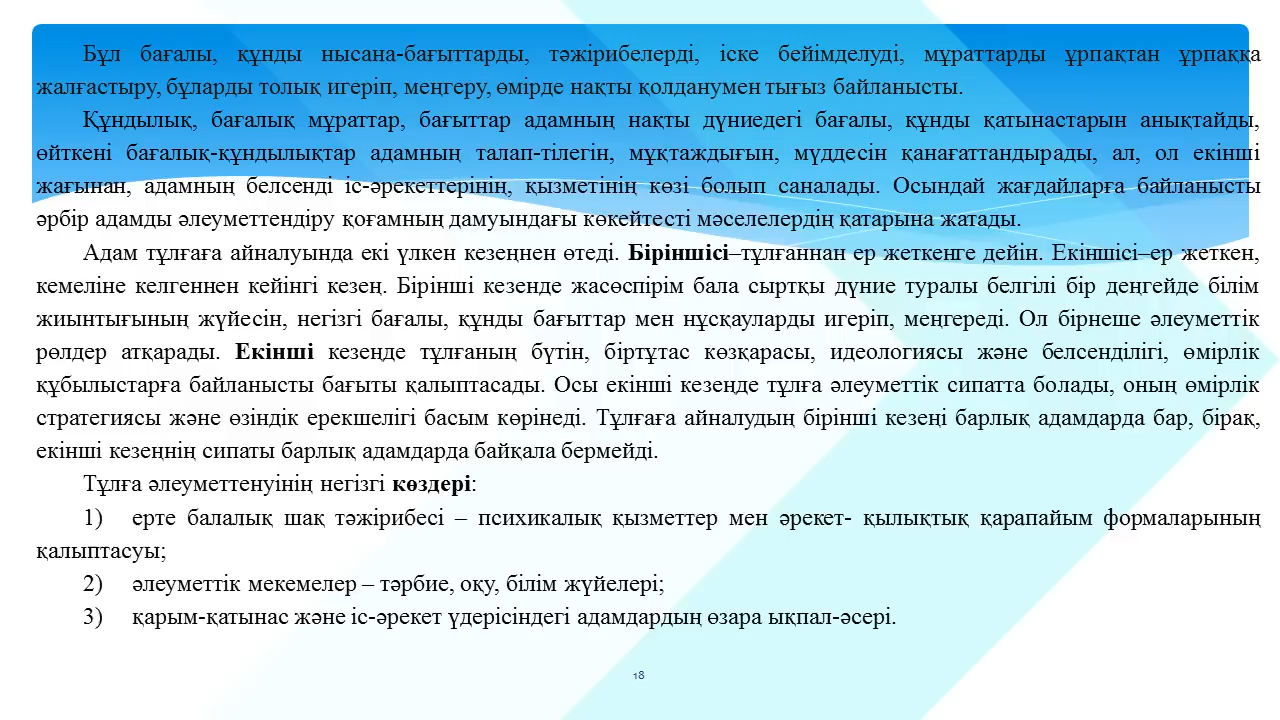 Бұл бағалы, құнды нысана-бағыттарды, тәжірибелерді, іске бейімделуді, мұраттарды ұрпақтан ұрпаққа
жалғастыру, бұларды толық игеріп, меңгеру, өмірде нақты қолданумен тығыз байланысты.
Құндылық, бағалық мұраттар, бағыттар адамның нақты дүниедегі бағалы, құнды қатынастарын анықтайды,
өйткені бағалық-құндылықтар адамның талап-тілегін, мұқтаждығын, мүддесін қанағаттандырады, ал, ол екінші
жағынан, адамның белсенді іс-әрекеттерінің, қызметінің көзі болып саналады. Осындай жағдайларға байланысты
әрбір адамды әлеуметтендіру қоғамның дамуындағы көкейтесті мәселелердің қатарына жатады.
Адам тұлғаға айналуында екі үлкен кезеңнен өтеді. Біріншісі–тұлғаннан ер жеткенге дейін. Екіншісі–ер жеткен,
кемеліне келгеннен кейінгі кезең. Бірінші кезенде жасөспірім бала сыртқы дүние туралы белгілі бір деңгейде білім
жиынтығының жүйесін, негізгі бағалы, құнды бағыттар мен нұсқауларды игеріп, меңгереді. Ол бірнеше әлеуметтік
рөлдер атқарады. Екінші кезеңде тұлғаның бүтін, біртұтас көзқарасы, идеологиясы және белсенділігі, өмірлік
құбылыстарға байланысты бағыты қалыптасады. Осы екінші кезеңде тұлға әлеуметтік сипатта болады, оның өмірлік
стратегиясы және өзіндік ерекшелігі басым көрінеді. Тұлғаға айналудың бірінші кезеңі барлық адамдарда бар, бірақ,
екінші кезеңнің сипаты барлық адамдарда байқала бермейді.
Тұлға әлеуметтенуінің негізгі көздері:
1) ерте балалық шақ тәжірибесі – психикалық қызметтер мен әрекет- қылықтық қарапайым формаларының
қалыптасуы;
2) әлеуметтік мекемелер – тәрбие, оқу, білім жүйелері;
3) қарым-қатынас және іс-әрекет үдерісіндегі адамдардың өзара ықпал-әсері.
18